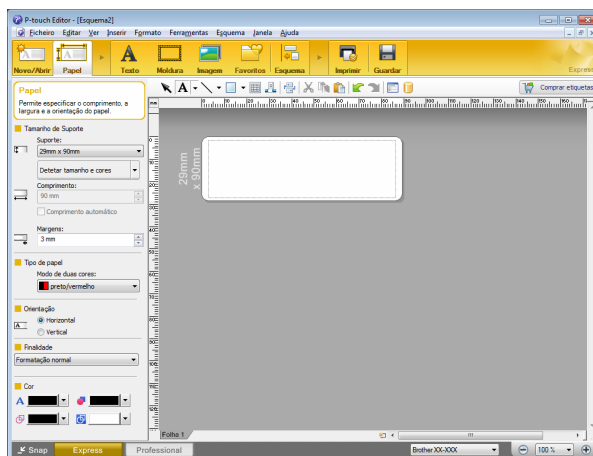 P-touch Editor - [Esquema2]
Ficheiro Editar Ver Inserir Formato Ferramentas Esquema Janela Ajuda
Novo/Abrir Papel Texto Moldura Imagem Favoritos Esquema Imprimir Guardar Express
Comprar etiquetas
Papel
Permite especificar o comprimento, a
largura e a orientação do papel.
Tamanho de Suporte
Suporte:
29mm x 90mm
Detetar tamanho e cores
Comprimento:
90 mm
Comprimento automático
Margens:
3 mm
Tipo de papel
Modo de duas cores:
preto/vermelho
Orientação
Horizontal
Vertical
Finalidade
Formatação normal
Cor
mm
29mm
x 90mm
Folha 1
Snap Express Professional
Brother XX-XXX
100 %